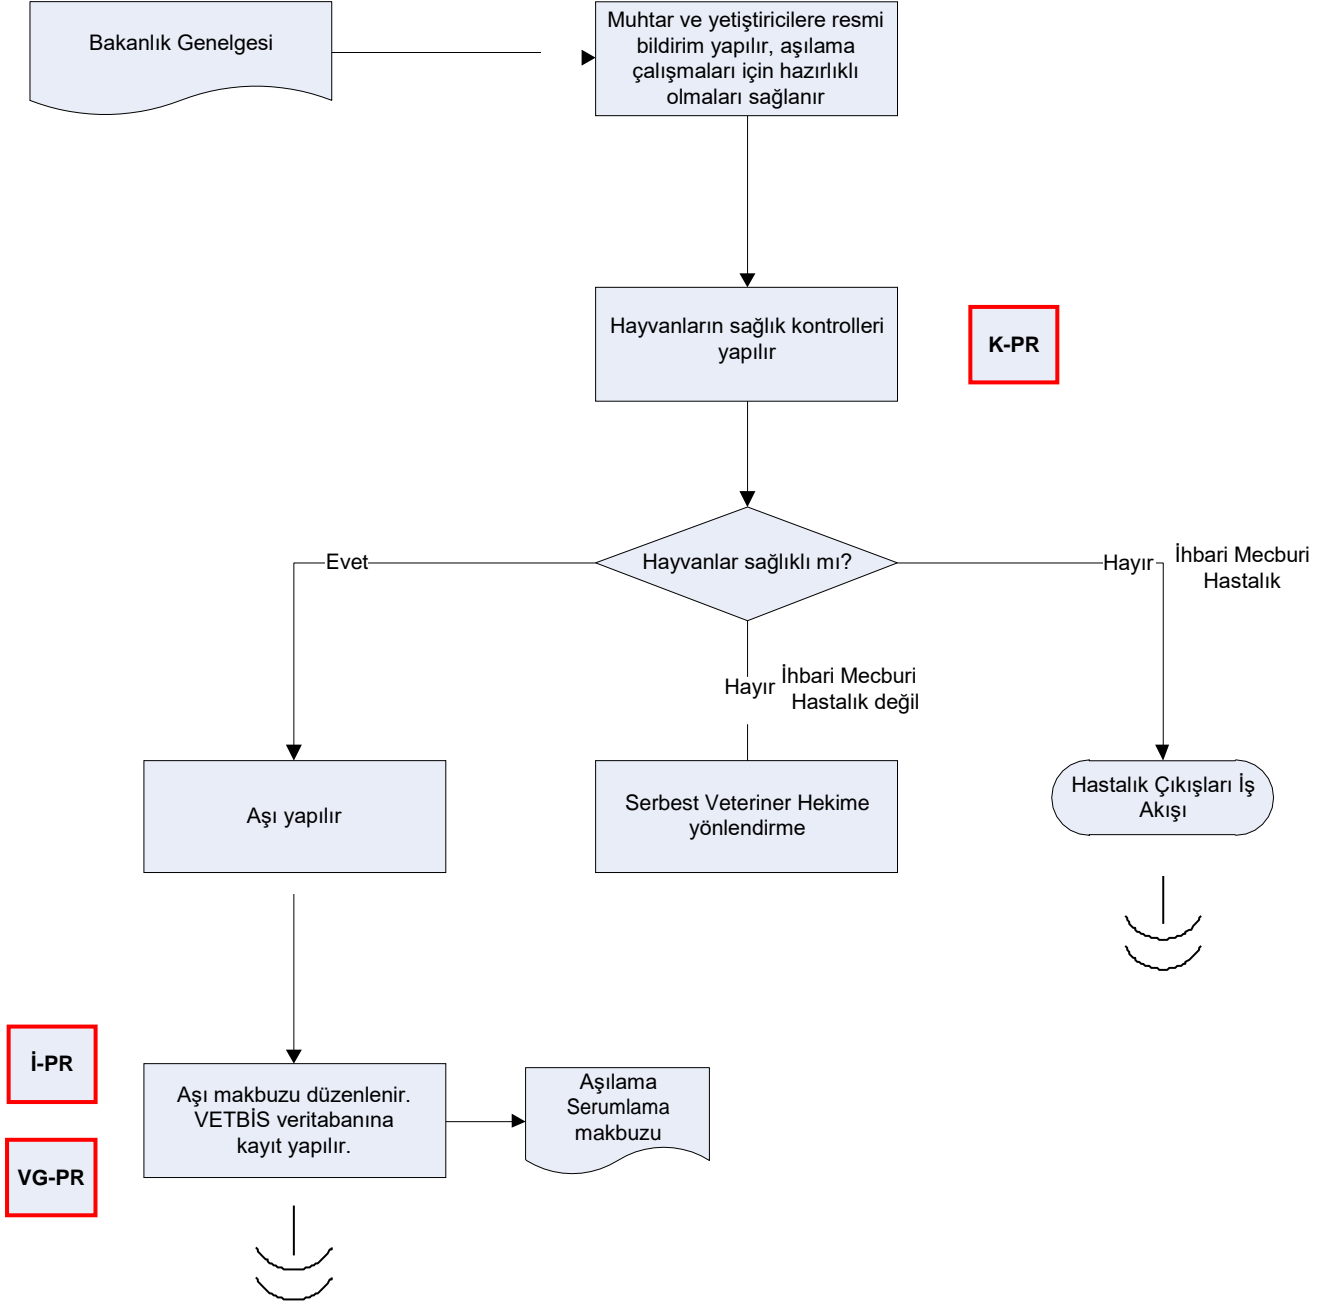 Bakanlık Genelgesi
Muhtar ve yetiştiricilere resmi
bildirim yapılır, aşılama
çalışmaları için hazırlıklı
olmaları sağlanır
Hayvanların sağlık kontrolleri
yapılır
K-PR
Evet
Hayvanlar sağlıklı mı?
Hayır
İhbari Mecburi
Hastalık
Hayır
İhbari Mecburi
Hastalık değil
Aşı yapılır
Serbest Veteriner Hekime
yönlendirme
Hastalık Çıkışları İş
Akışı
İ-PR
VG-PR
Aşı makbuzu düzenlenir.
VETBİS veritabanına
kayıt yapılır.
Aşılama
Serumlama
makbuzu